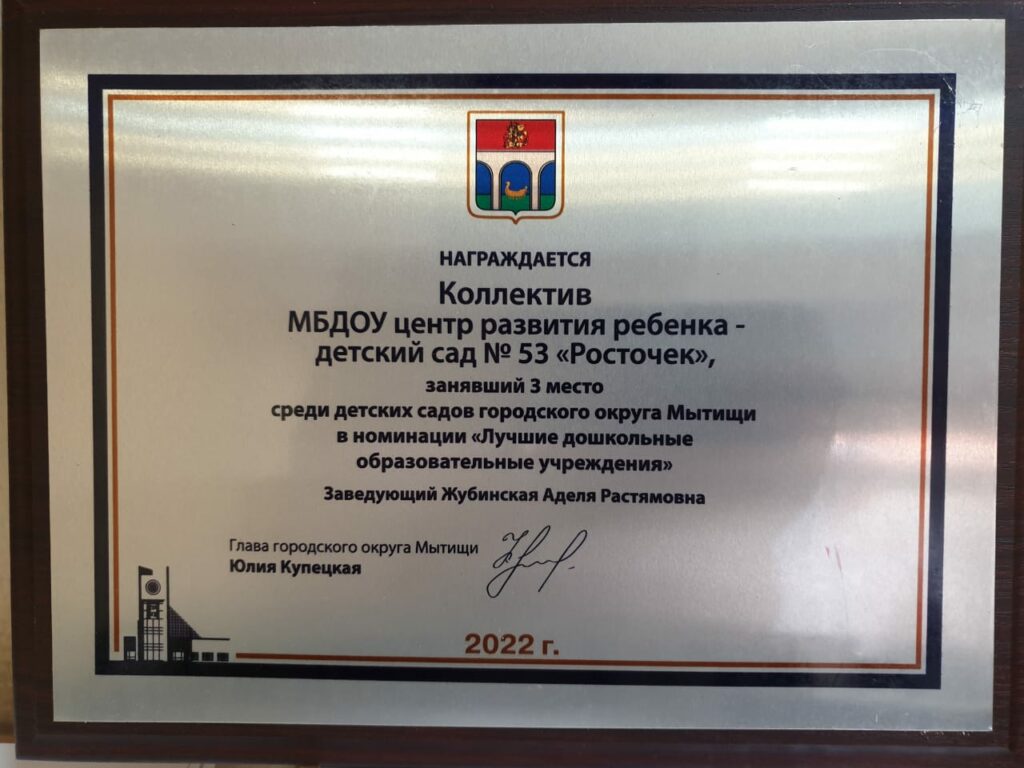 НАГРАЖДАЕТСЯ
Коллектив
МБДОУ центр развития ребенка -
детский сад № 53 «Росточек»,
занявший 3 место
среди детских садов городского округа Мытищи
в номинации «Лучшие дошкольные
образовательные учреждения»
Заведующий Жубинская Аделя Растямовна
Глава городского округа Мытищи
Юлия Купецкая
2022 г.